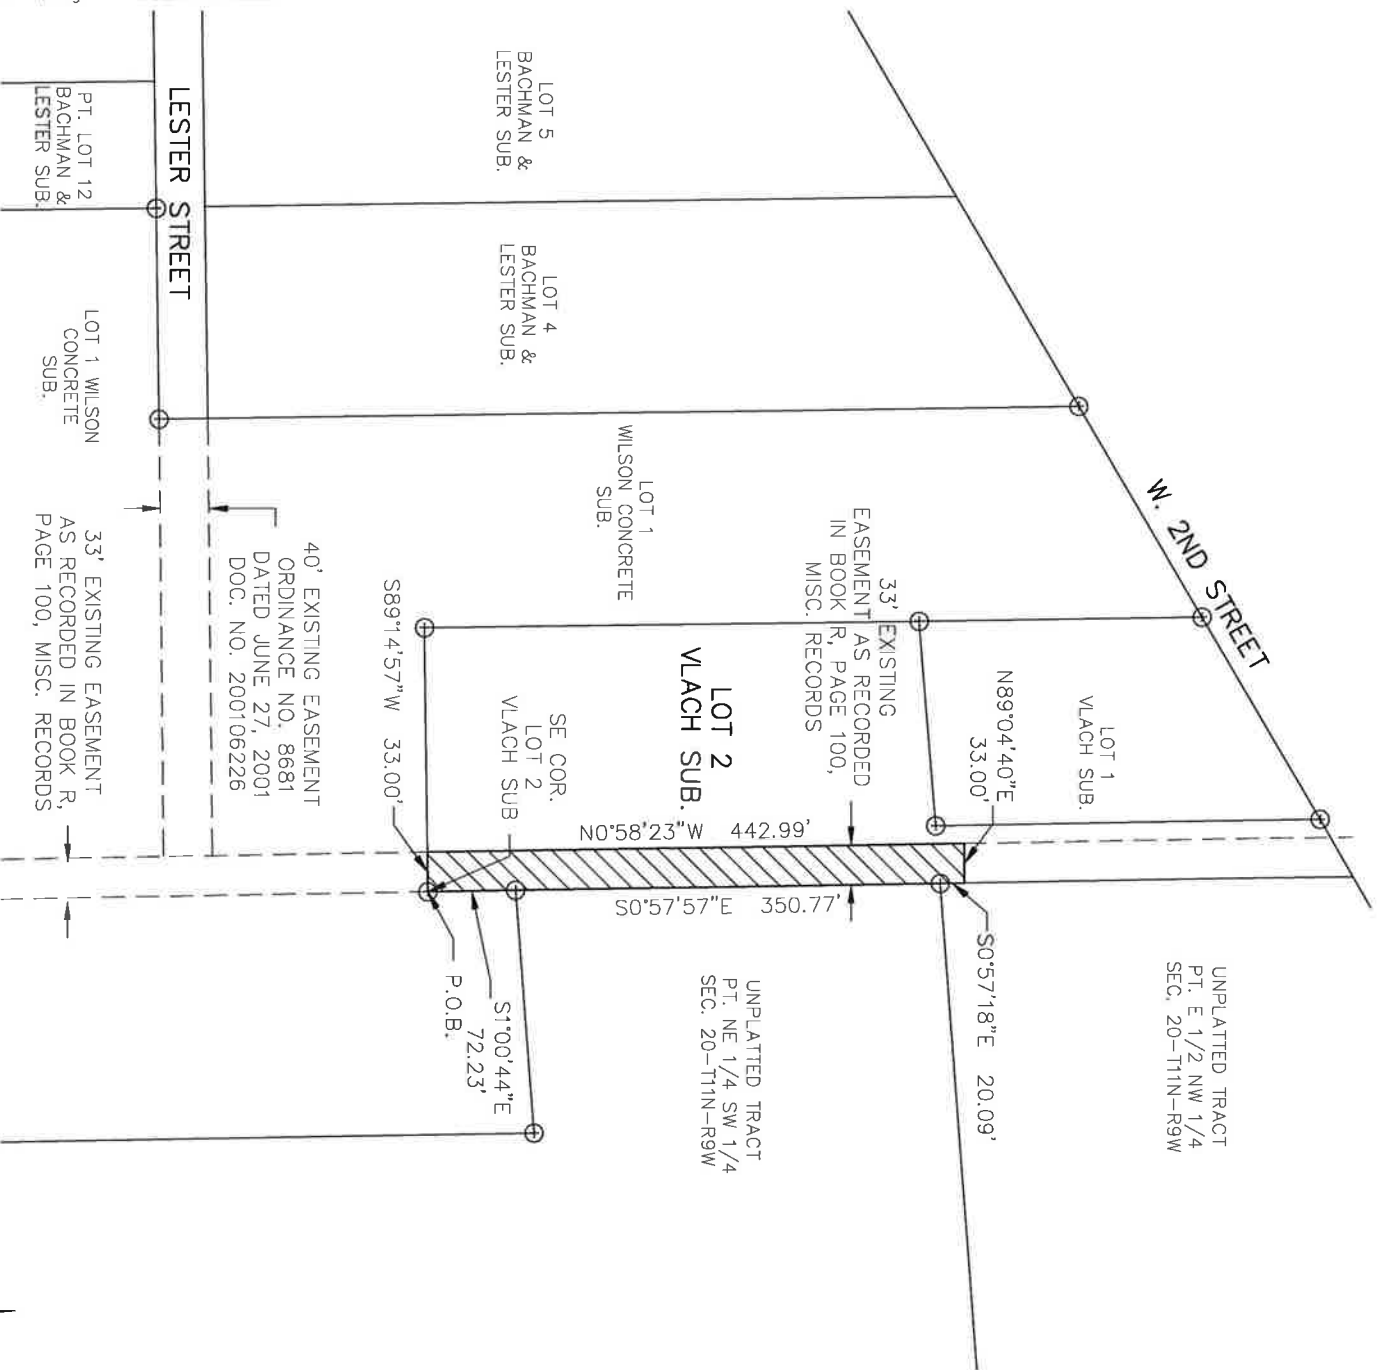 LOT 5
BACHMAN &
LESTER SUB.
LOT 4
BACHMAN &
LESTER SUB.
LESTER STREET
PT. LOT 12
BACHMAN &
LESTER SUB.
LOT 1 WILSON
CONCRETE
SUB.
W. 2ND STREET
LOT 1
WILSON CONCRETE
SUB.
33' EXISTING
EASEMENT AS RECORDED
IN BOOK R, PAGE 100,
MISC. RECORDS
LOT 1
VLACH SUB.
N89°04'40"E
33.00'
LOT 2
VLACH SUB.
SE COR.
LOT 2
VLACH SUB
S89°14'57"W 33.00'
40' EXISTING EASEMENT
ORDINANCE NO. 8681
DATED JUNE 27, 2001
DOC. NO. 200106226
33' EXISTING EASEMENT
AS RECORDED IN BOOK R,
PAGE 100, MISC. RECORDS
N0°58'23"W 442.99'
S0°57'57"E 350.77'
S0°57'18"E 20.09'
S1°00'44"E
72.23'
P.O.B.
UNPLATTED TRACT
PT. E 1/2 NW 1/4
SEC. 20-T11N-R9W
UNPLATTED TRACT
PT. NE 1/4 SW 1/4
SEC. 20-T11N-R9W